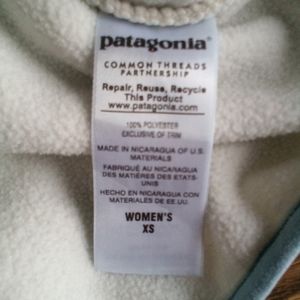 patagonia®
COMMON THREADS
PARTNERSHIP
Repair, Reuse, Recycle
This Product
www.patagonia.com
100% POLYESTER
EXCLUSIVE OF TRIM
MADE IN NICARAGUA OF U.S.
MATERIALS
FABRIQUÉ AU NICARAGUA
DES MATIÈRES DES ETATS-
UNIS
HECHO EN NICARAGUA CON
MATERIALES DE EE.UU.
WOMEN'S
XS